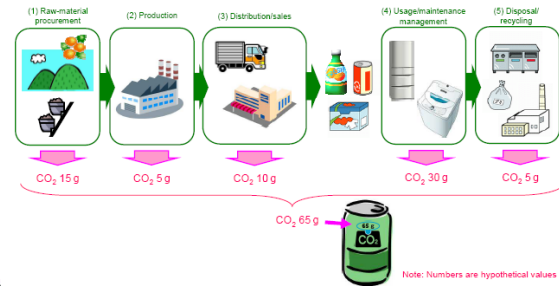 (1) Raw-material
procurement
(2) Production
(3) Distribution/sales
(4) Usage/maintenance
management
(5) Disposal/
recycling
CO2 15 g
CO2 5 g
CO2 10 g
CO2 30 g
CO2 5 g
CO2 65 g
65 g
CO2
Note: Numbers are hypothetical values